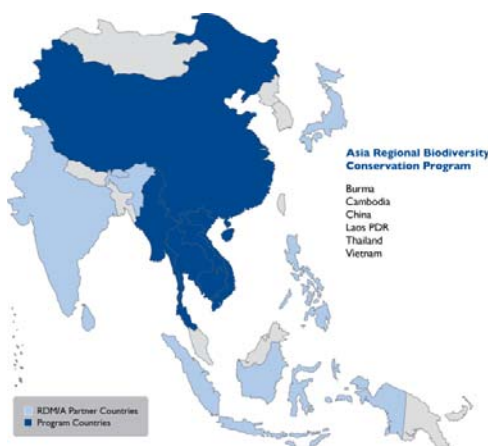 Asia Regional Biodiversity
Conservation Program
Burma
Cambodia
China
Laos PDR
Thailand
Vietnam
RDM/A Partner Countries
Program Countries